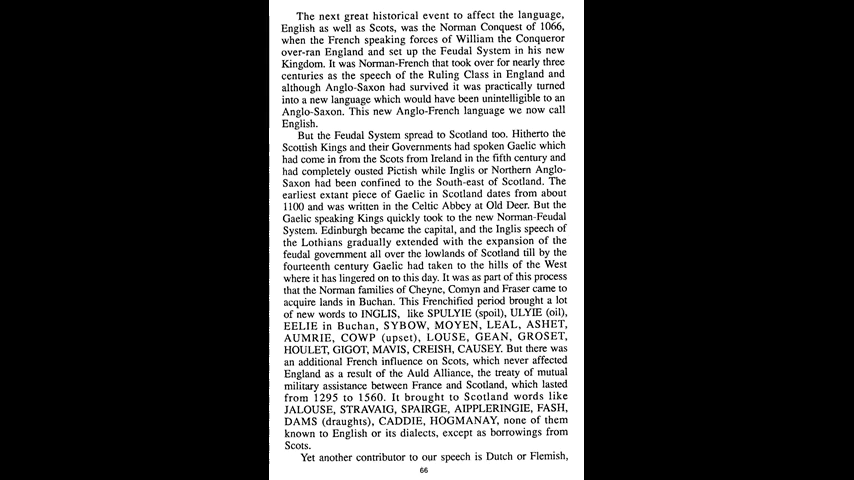 The next great historical event to affect the language,
English as well as Scots, was the Norman Conquest of 1066,
when the French speaking forces of William the Conqueror
over-ran England and set up the Feudal System in his new
Kingdom. It was Norman-French that took over for nearly three
centuries as the speech of the Ruling Class in England and
although Anglo-Saxon had survived it was practically turned
into a new language which would have been unintelligible to an
Anglo-Saxon. This new Anglo-French language we now call
English.
But the Feudal System spread to Scotland too. Hitherto the
Scottish Kings and their Governments had spoken Gaelic which
had come in from the Scots from Ireland in the fifth century and
had completely ousted Pictish while Inglis or Northern Anglo-
Saxon had been confined to the South-east of Scotland. The
earliest extant piece of Gaelic in Scotland dates from about
1100 and was written in the Celtic Abbey at Old Deer. But the
Gaelic speaking Kings quickly took to the new Norman-Feudal
System. Edinburgh became the capital, and the Inglis speech of
the Lothians gradually extended with the expansion of the
feudal government all over the lowlands of Scotland till by the
fourteenth century Gaelic had taken to the hills of the West
where it has lingered on to this day. It was as part of this process
that the Norman families of Cheyne, Comyn and Fraser came to
acquire lands in Buchan. This Frenchified period brought a lot
of new words to INGLIS, like SPULYIE (spoil), ULYIE (oil),
EELIE in Buchan, SYBOW, MOYEN, LEAL, ASHET,
AUMRIE, COWP (upset), LOUSE, GEAN, GROSET,
HOULET, GIGOT, MAVIS, CREISH, CAUSEY. But there was
an additional French influence on Scots, which never affected
England as a result of the Auld Alliance, the treaty of mutual
military assistance between France and Scotland, which lasted
from 1295 to 1560. It brought to Scotland words like
JALOUSE, STRAVAIG, SPAIRGE, AIPPLERINGIE, FASH,
DAMS (draughts), CADDIE, HOGMANAY, none of them
known to English or its dialects, except as borrowings from
Scots.
Yet another contributor to our speech is Dutch or Flemish,
66